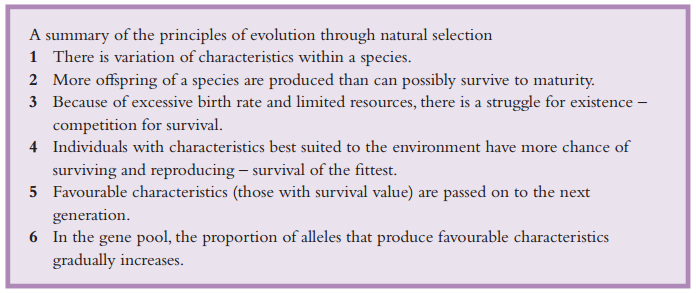 A summary of the principles of evolution through natural selection
1 There is variation of characteristics within a species.
2 More offspring of a species are produced than can possibly survive to maturity.
3 Because of excessive birth rate and limited resources, there is a struggle for existence –
competition for survival.
4 Individuals with characteristics best suited to the environment have more chance of
surviving and reproducing – survival of the fittest.
5 Favourable characteristics (those with survival value) are passed on to the next
generation.
6 In the gene pool, the proportion of alleles that produce favourable characteristics
gradually increases.